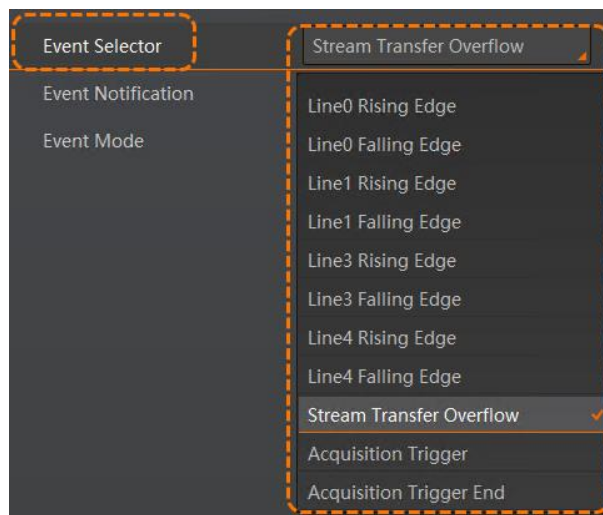 Event Selector
Stream Transfer Overflow
Event Notification
Event Mode
Line0 Rising Edge
Line0 Falling Edge
Line1 Rising Edge
Line1 Falling Edge
Line3 Rising Edge
Line3 Falling Edge
Line4 Rising Edge
Line4 Falling Edge
Stream Transfer Overflow
Acquisition Trigger
Acquisition Trigger End